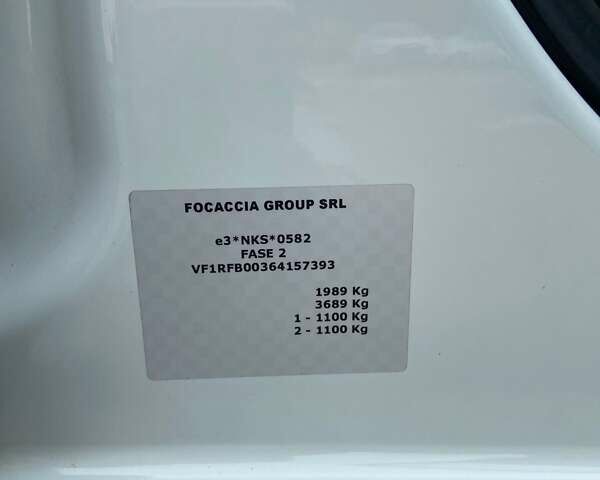 FOCACCIA GROUP SRL
e3*NKS*0582
FASE 2
VF1RFB00364157393
1989 Kg
3689 Kg
1 - 1100 Kg
2 - 1100 Kg